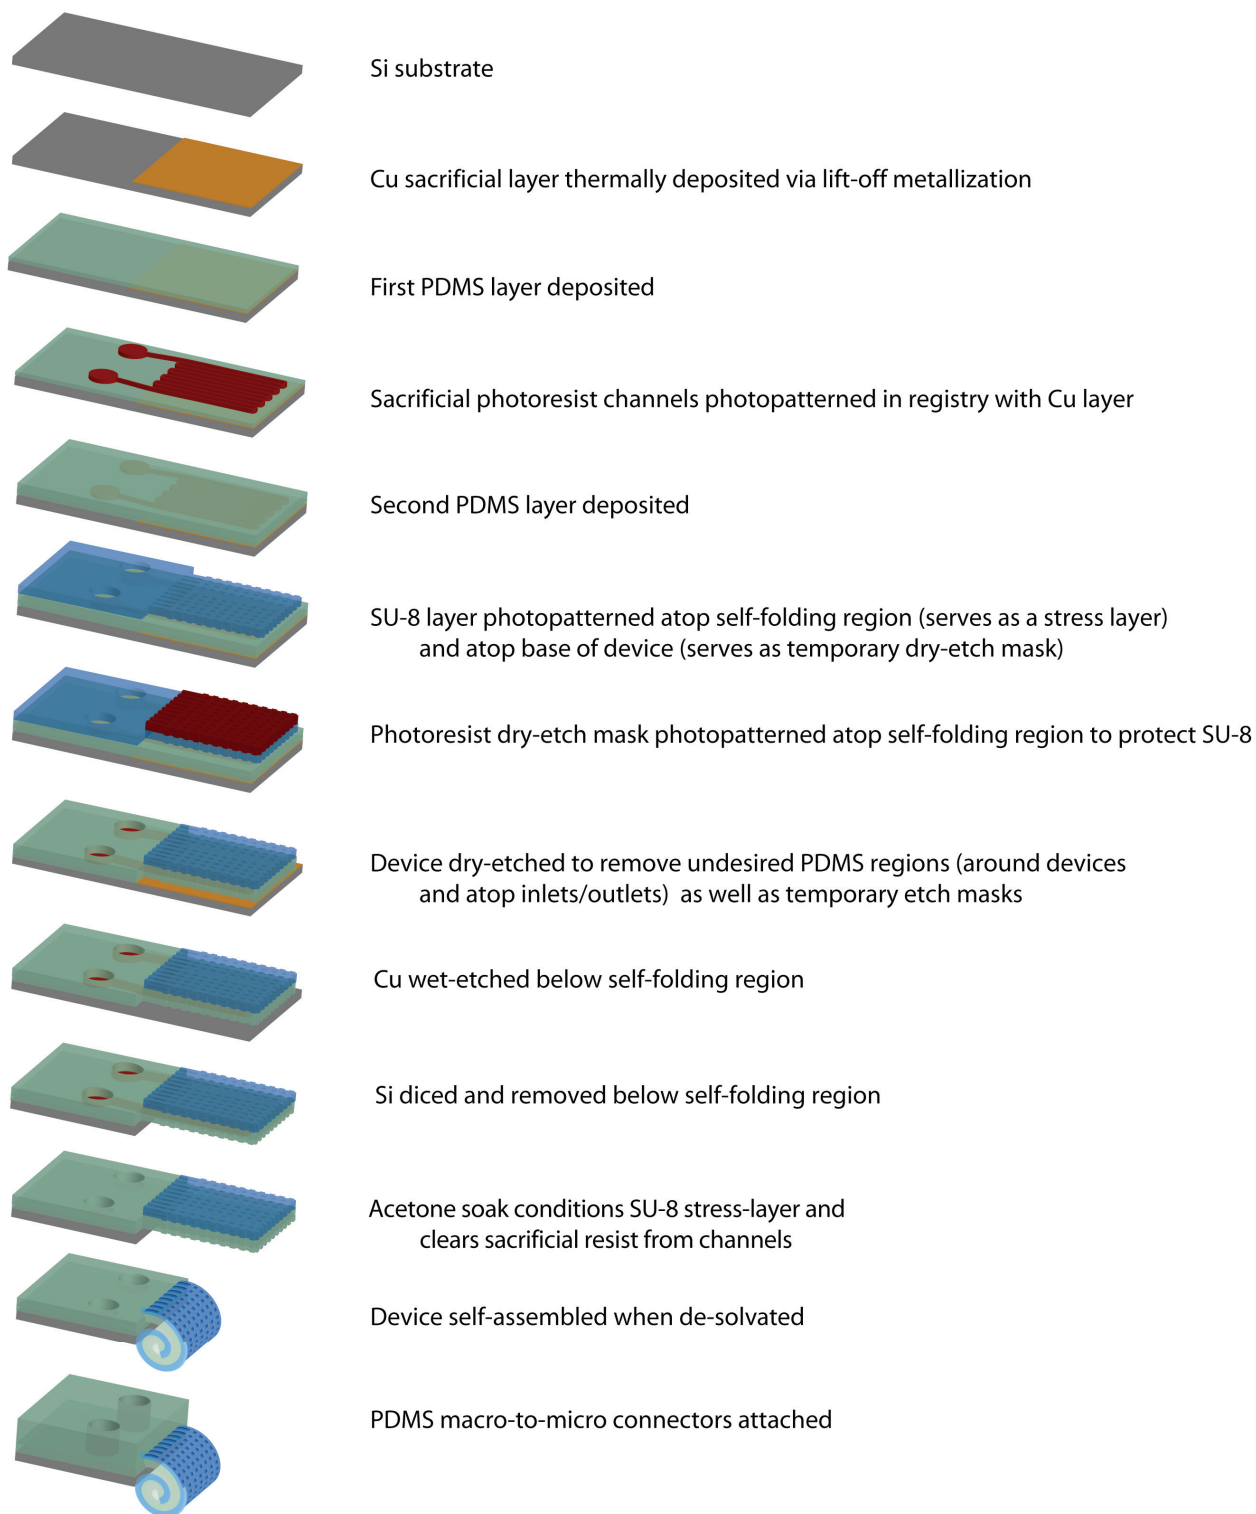 Si substrate
Cu sacrificial layer thermally deposited via lift-off metallization
First PDMS layer deposited
Sacrificial photoresist channels photopatterned in registry with Cu layer
Second PDMS layer deposited
SU-8 layer photopatterned atop self-folding region (serves as a stress layer)
and atop base of device (serves as temporary dry-etch mask)
Photoresist dry-etch mask photopatterned atop self-folding region to protect SU-8
Device dry-etched to remove undesired PDMS regions (around devices
and atop inlets/outlets) as well as temporary etch masks
Cu wet-etched below self-folding region
Si diced and removed below self-folding region
Acetone soak conditions SU-8 stress-layer and
clears sacrificial resist from channels
Device self-assembled when de-solvated
PDMS macro-to-micro connectors attached